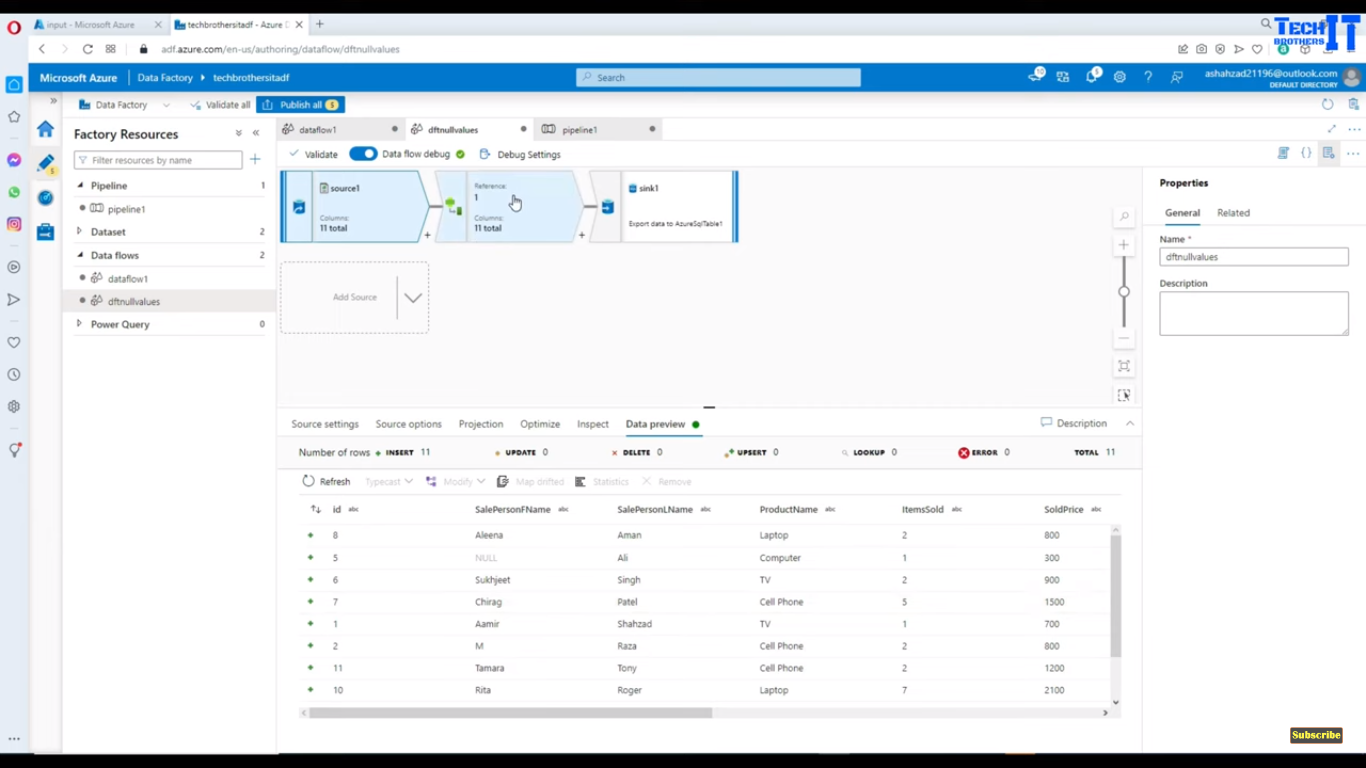 input - Microsoft Azure
techbrothersitadf - Azure D
TECH IT
BROTHERS
adf.azure.com/en-us/authoring/dataflow/dftnullvalues
Microsoft Azure
Data Factory
techbrothersitadf
Search
ashahzad21196@outlook.com
DEFAULT DIRECTORY
Data Factory
Validate all
Publish all
Factory Resources
dataflow1
dftnullvalues
pipeline1
Filter resources by name
Validate
Data flow debug
Debug Settings
Pipeline 1
pipeline1
Dataset
Data flows
dataflow1
dftnullvalues
Power Query 0
source1
Columns:
11 total
Reference:
1
Columns:
11 total
sink1
Export data to AzureSqlTable1
Add Source
Properties
General
Related
Name *
dftnullvalues
Description
Source settings
Source options
Projection
Optimize
Inspect
Data preview
Description
Number of rows INSERT 11 UPDATE 0 DELETE 0 UPSERT 0 LOOKUP 0 ERROR 0 TOTAL 11
Refresh Typecast Modify Map drifted Statistics Remove
id abc SalePersonFName abc SalePersonLName abc ProductName abc ItemsSold abc SoldPrice abc
8 Aleena Aman Laptop 2 800
5 NULL Ali Computer 1 300
6 Sukhjeet Singh TV 2 900
7 Chirag Patel Cell Phone 5 1500
1 Aamir Shahzad TV 1 700
2 M Raza Cell Phone 2 800
11 Tamara Tony Cell Phone 2 1200
10 Rita Roger Laptop 7 2100
Subscribe